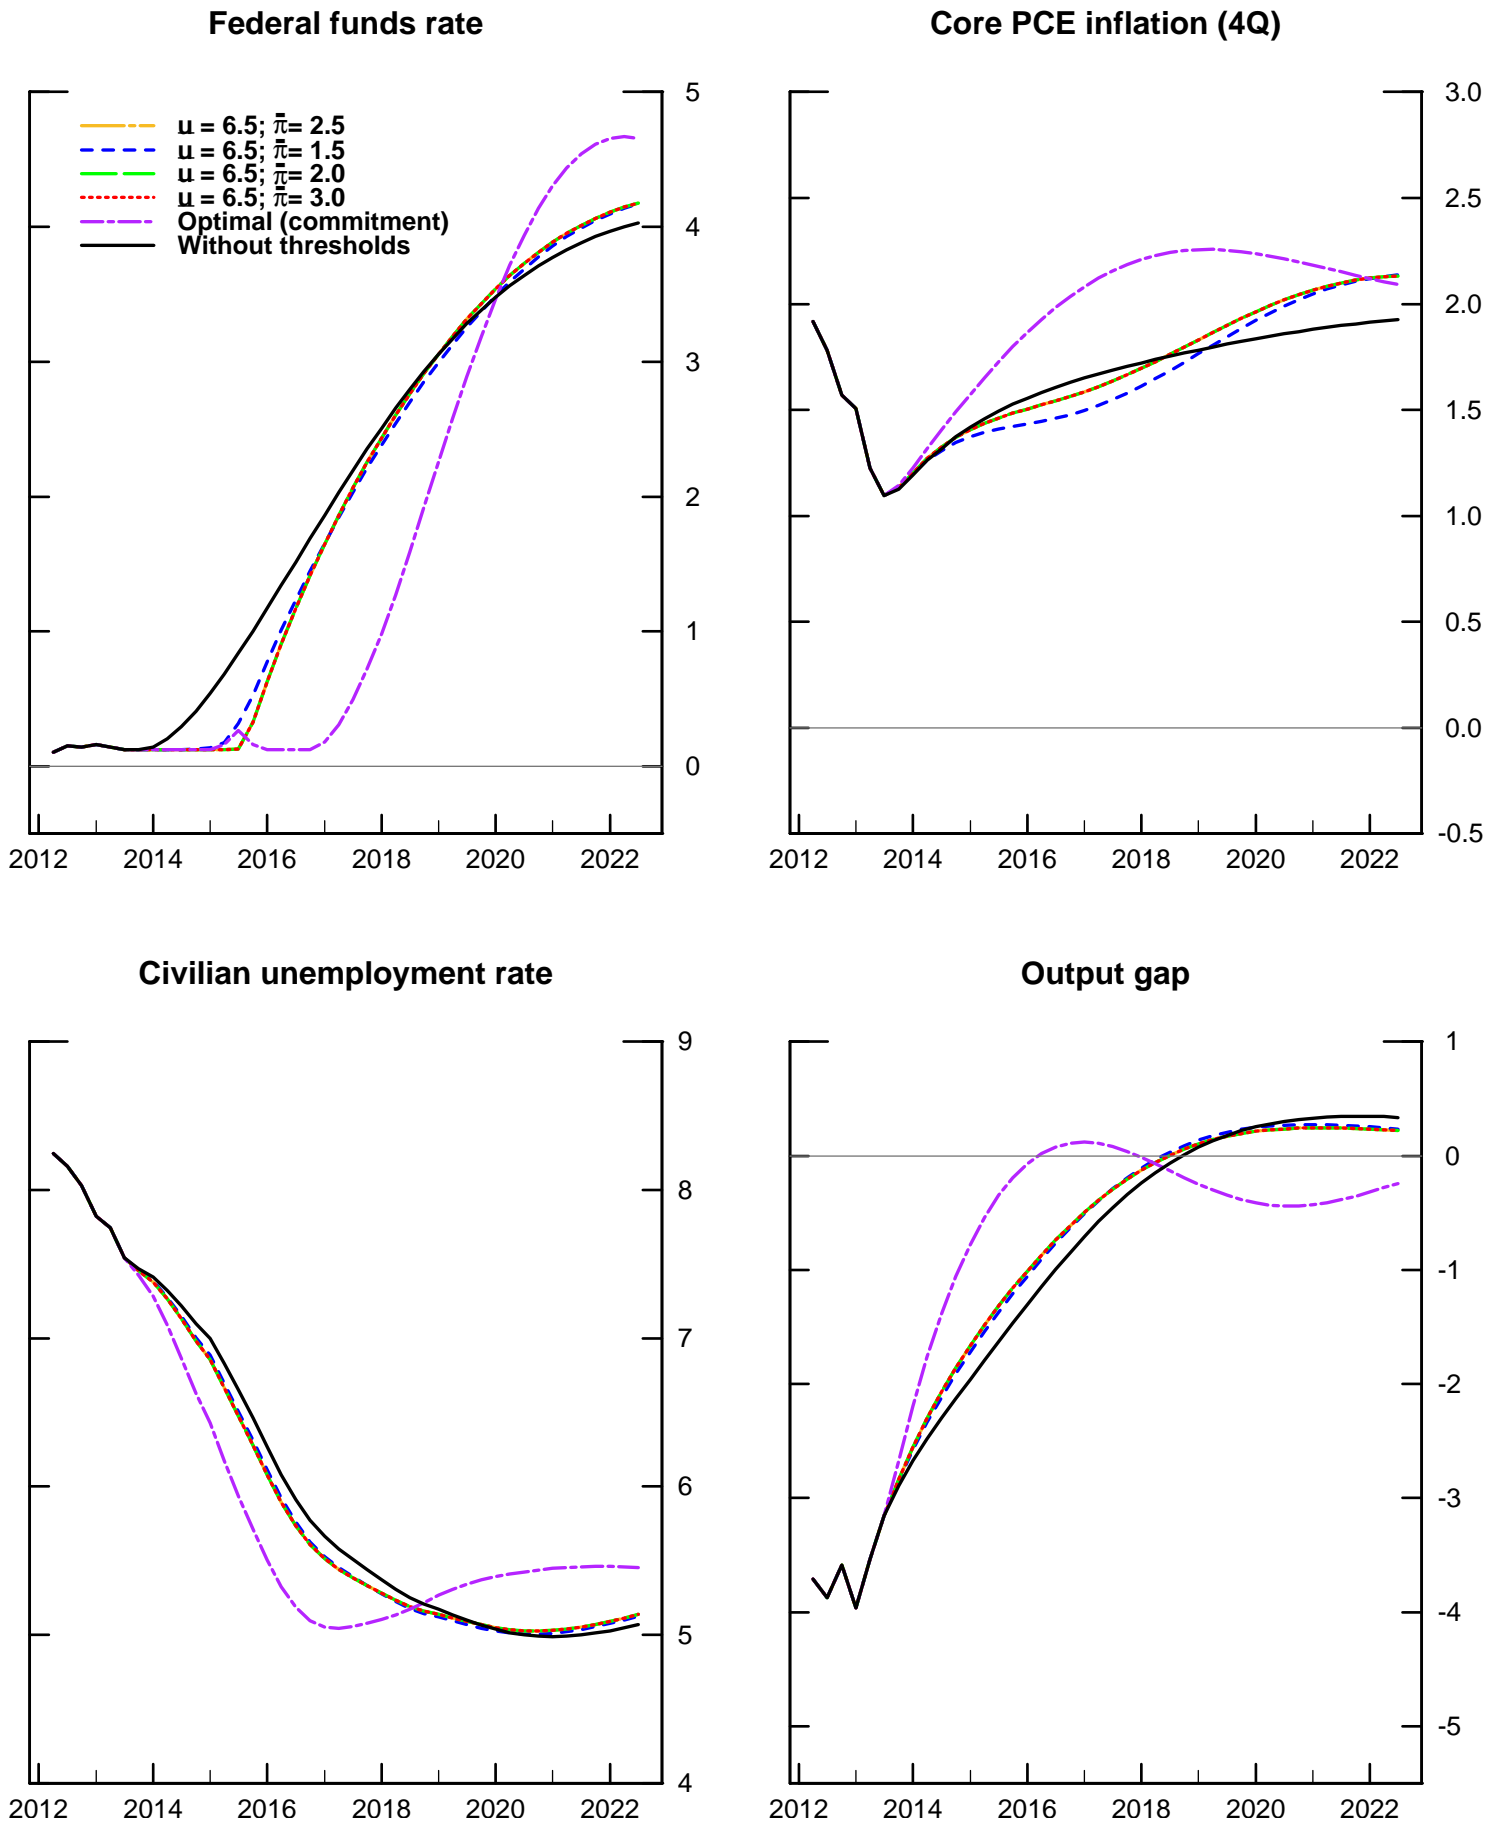 Federal funds rate
5
4
3
2
1
0
μ = 6.5; π̄= 2.5
μ = 6.5; π̄= 1.5
μ = 6.5; π̄= 2.0
μ = 6.5; π̄= 3.0
Optimal (commitment)
Without thresholds
2012 2014 2016 2018 2020 2022
Core PCE inflation (4Q)
3.0
2.5
2.0
1.5
1.0
0.5
0.0
-0.5
2012 2014 2016 2018 2020 2022
Civilian unemployment rate
9
8
7
6
5
4
2012 2014 2016 2018 2020 2022
Output gap
1
0
-1
-2
-3
-4
-5
2012 2014 2016 2018 2020 2022